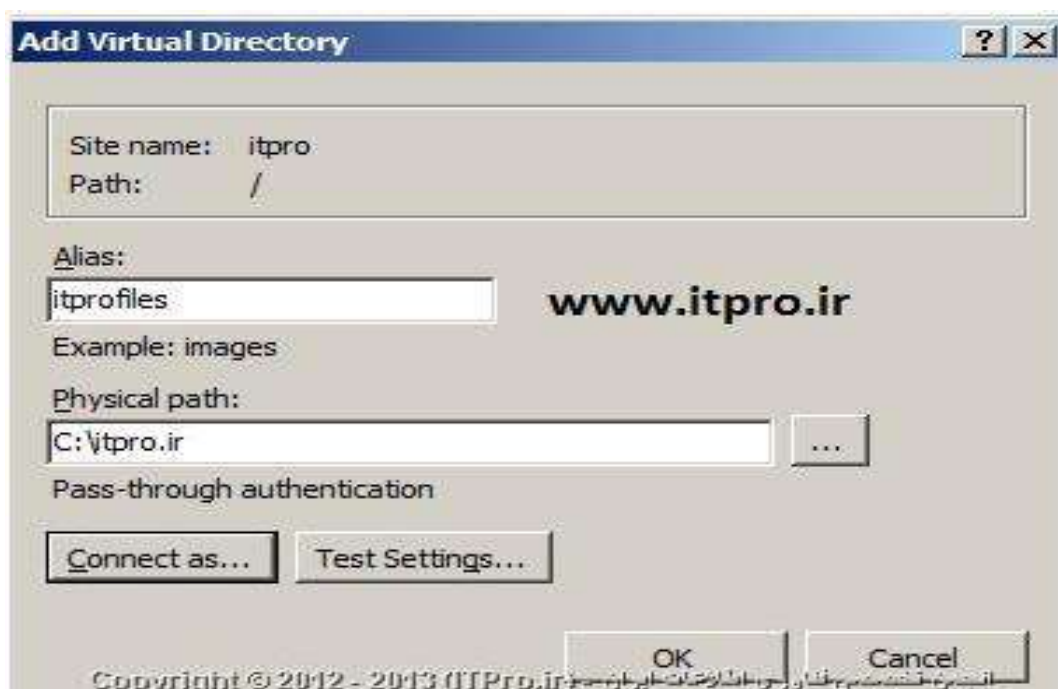 Add Virtual Directory
Site name: itpro
Path: /
Alias:
itprofiles
www.itpro.ir
Example: images
Physical path:
C:\itpro.ir
...
Pass-through authentication
Connect as... Test Settings...
OK Cancel
Copyright © 2012 - 2013 (ITPro.ir)